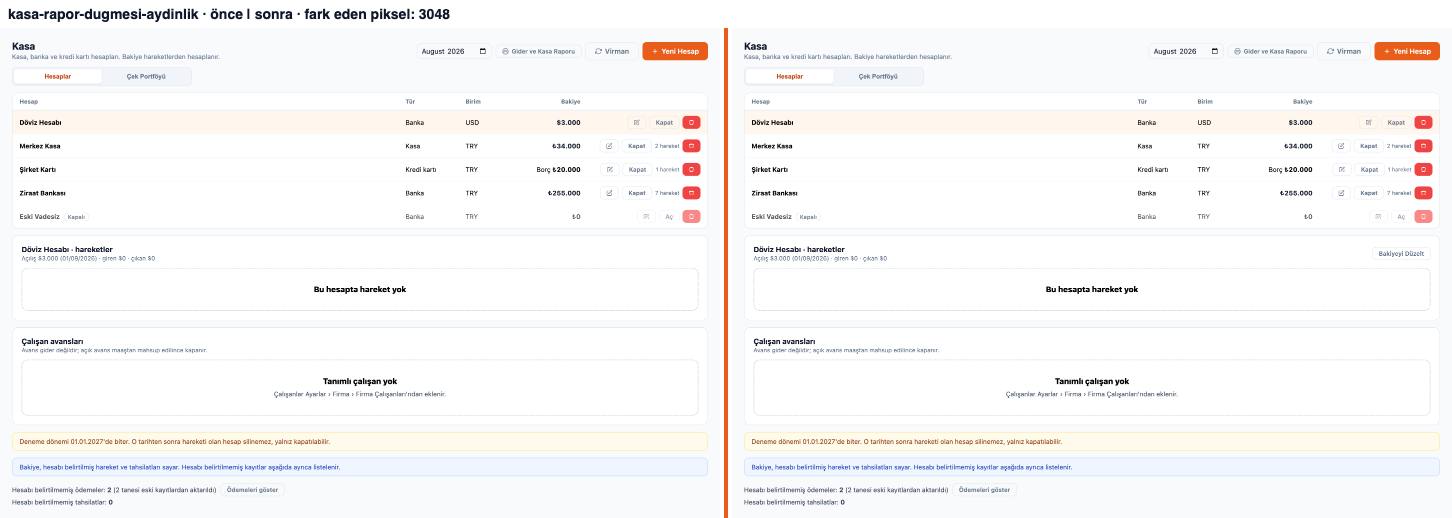 kasa-rapor-dugmesi-aydinlik · önce | sonra · fark eden piksel: 3048
Kasa
Kasa, banka ve kredi kartı hesapları. Bakiye hareketlerden hesaplanır.
August 2026
Gider ve Kasa Raporu
Virman
+ Yeni Hesap
Hesaplar
Çek Portföyü
Hesap Tür Birim Bakiye
Döviz Hesabı Banka USD $3.000 Kapat
Merkez Kasa Kasa TRY ₺34.000 Kapat 2 hareket
Şirket Kartı Kredi kartı TRY Borç ₺20.000 Kapat 1 hareket
Ziraat Bankası Banka TRY ₺255.000 Kapat 7 hareket
Eski Vadesiz Kapalı Banka TRY ₺0 Aç
Döviz Hesabı · hareketler
Açılış $3.000 (01/09/2026) · giren $0 · çıkan $0
Bu hesapta hareket yok
Çalışan avansları
Avans gider değildir; açık avans maaştan mahsup edilince kapanır.
Tanımlı çalışan yok
Çalışanlar Ayarlar › Firma › Firma Çalışanları'ndan eklenir.
Deneme dönemi 01.01.2027'de biter. O tarihten sonra hareketi olan hesap silinemez, yalnız kapatılabilir.
Bakiye, hesabı belirtilmiş hareket ve tahsilatları sayar. Hesabı belirtilmemiş kayıtlar aşağıda ayrıca listelenir.
Hesabı belirtilmemiş ödemeler: 2 (2 tanesi eski kayıtlardan aktarıldı) Ödemeleri göster
Hesabı belirtilmemiş tahsilatlar: 0
Kasa
Kasa, banka ve kredi kartı hesapları. Bakiye hareketlerden hesaplanır.
August 2026
Gider ve Kasa Raporu
Virman
+ Yeni Hesap
Hesaplar
Çek Portföyü
Hesap Tür Birim Bakiye
Döviz Hesabı Banka USD $3.000 Kapat
Merkez Kasa Kasa TRY ₺34.000 Kapat 2 hareket
Şirket Kartı Kredi kartı TRY Borç ₺20.000 Kapat 1 hareket
Ziraat Bankası Banka TRY ₺255.000 Kapat 7 hareket
Eski Vadesiz Kapalı Banka TRY ₺0 Aç
Döviz Hesabı · hareketler
Açılış $3.000 (01/09/2026) · giren $0 · çıkan $0
Bakiyeyi Düzelt
Bu hesapta hareket yok
Çalışan avansları
Avans gider değildir; açık avans maaştan mahsup edilince kapanır.
Tanımlı çalışan yok
Çalışanlar Ayarlar › Firma › Firma Çalışanları'ndan eklenir.
Deneme dönemi 01.01.2027'de biter. O tarihten sonra hareketi olan hesap silinemez, yalnız kapatılabilir.
Bakiye, hesabı belirtilmiş hareket ve tahsilatları sayar. Hesabı belirtilmemiş kayıtlar aşağıda ayrıca listelenir.
Hesabı belirtilmemiş ödemeler: 2 (2 tanesi eski kayıtlardan aktarıldı) Ödemeleri göster
Hesabı belirtilmemiş tahsilatlar: 0